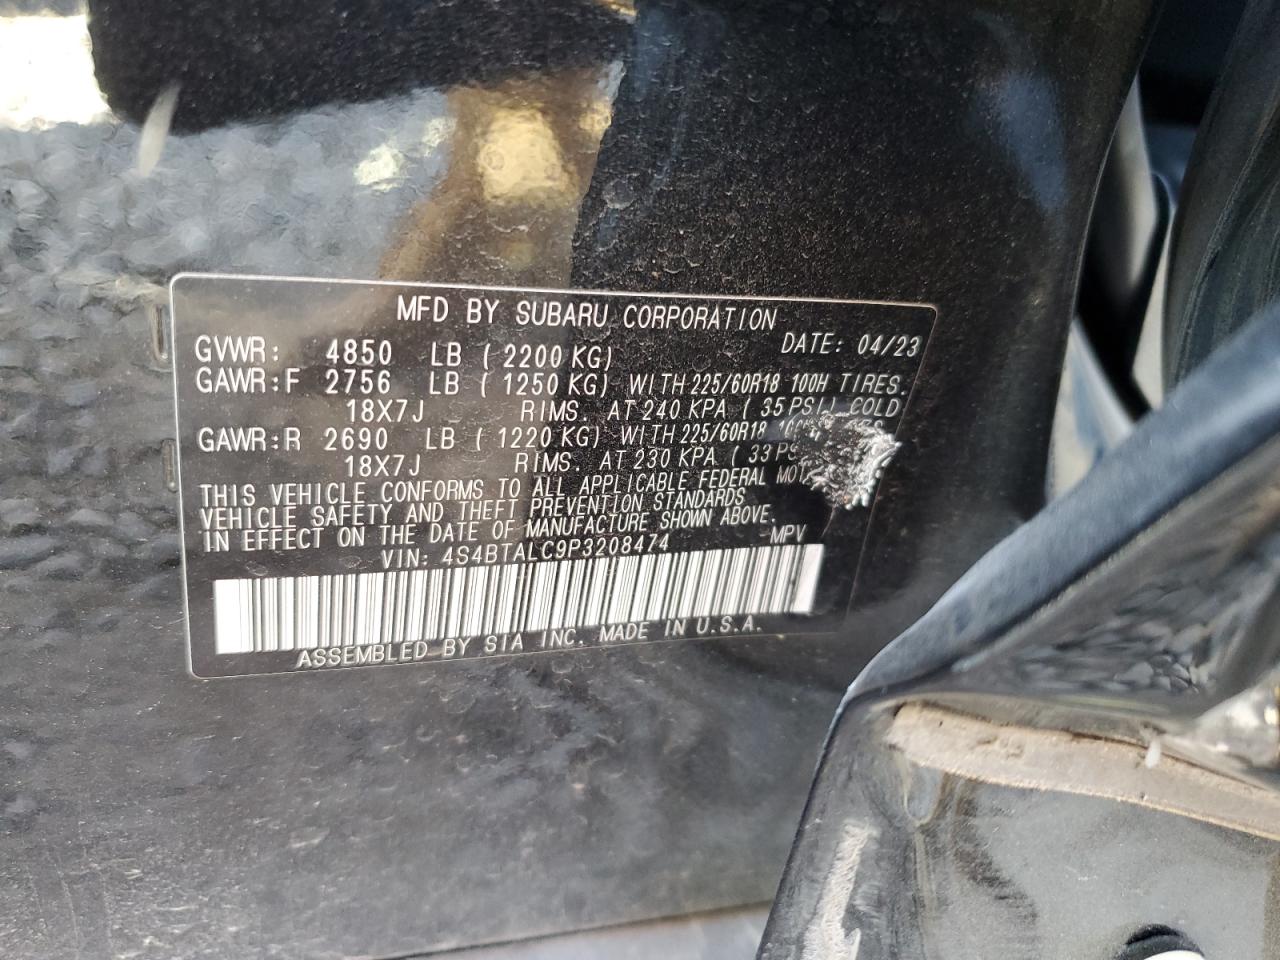 MFD BY SUBARU CORPORATION
GVWR: 4850 LB (2200 KG) DATE: 04/23
GAWR:F 2756 LB (1250 KG) WITH 225/60R18 100H TIRES.
18X7J RIMS. AT 240 KPA (35 PSI) COLD
GAWR:R 2690 LB (1220 KG) WITH 225/60R18
18X7J RIMS. AT 230 KPA (33
THIS VEHICLE CONFORMS TO ALL APPLICABLE FEDERAL
VEHICLE SAFETY AND THEFT PREVENTION STANDARDS
IN EFFECT ON THE DATE OF MANUFACTURE SHOWN ABOVE.
VIN: 4S4BTALC9P3208474 MPV
ASSEMBLED BY SIA INC. MADE IN U.S.A.